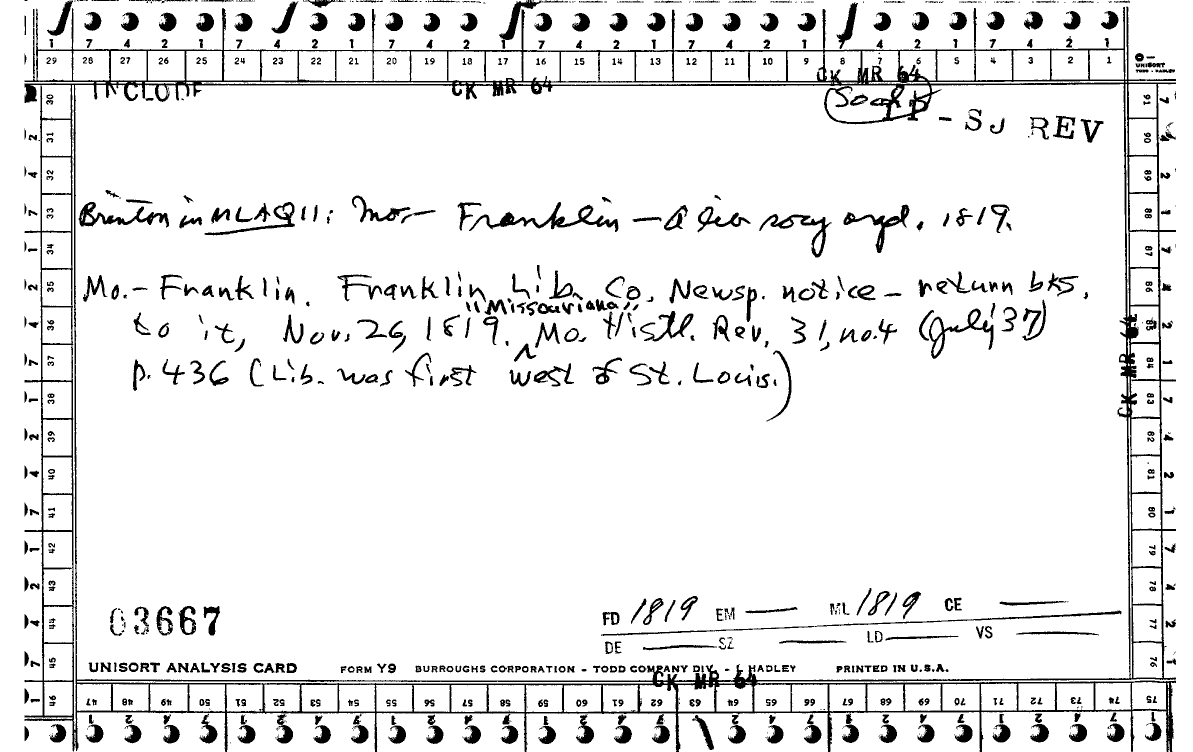 1 7 4 2 1 7 4 2 1 7 4 2 1 7 4 2 1 7 4 2 1 7 4 2 1 7 4 2 1
29 28 27 26 25 24 23 22 21 20 19 18 17 16 15 14 13 12 11 10 9 8 7 6 5 4 3 2 1
UNISORT
TODD - HADLEY
INCLUDE CK MR 64 CK MR 64
- SJ REV
in MLAQ11: Mo.- Franklin — A lib socy orgd. 1819.
Mo.- Franklin. Franklin Lib. Co. Newsp. notice - return bks.
"Missouriana"
to it, Nov. 26, 1819. ^ Mo. Histl. Rev. 31, no.4 (July '37)
p. 436 (Lib. was first west of St. Louis.)
CK MR 64
03667
FD 1819 EM — ML 1819 CE —
DE — SZ — LD — VS —
UNISORT ANALYSIS CARD FORM Y9 BURROUGHS CORPORATION - TODD COMPANY DIV. - HADLEY PRINTED IN U.S.A.
CK MR 64
30 31 32 33 34 35 36 37 38 39 40 41 42 43 44 45 46
47 48 49 50 51 52 53 54 55 56 57 58 59 60 61 62 63 64 65 66 67 68 69 70 71 72 73 74 75
76 77 78 79 80 81 82 83 84 85 86 87 88 89 90 91